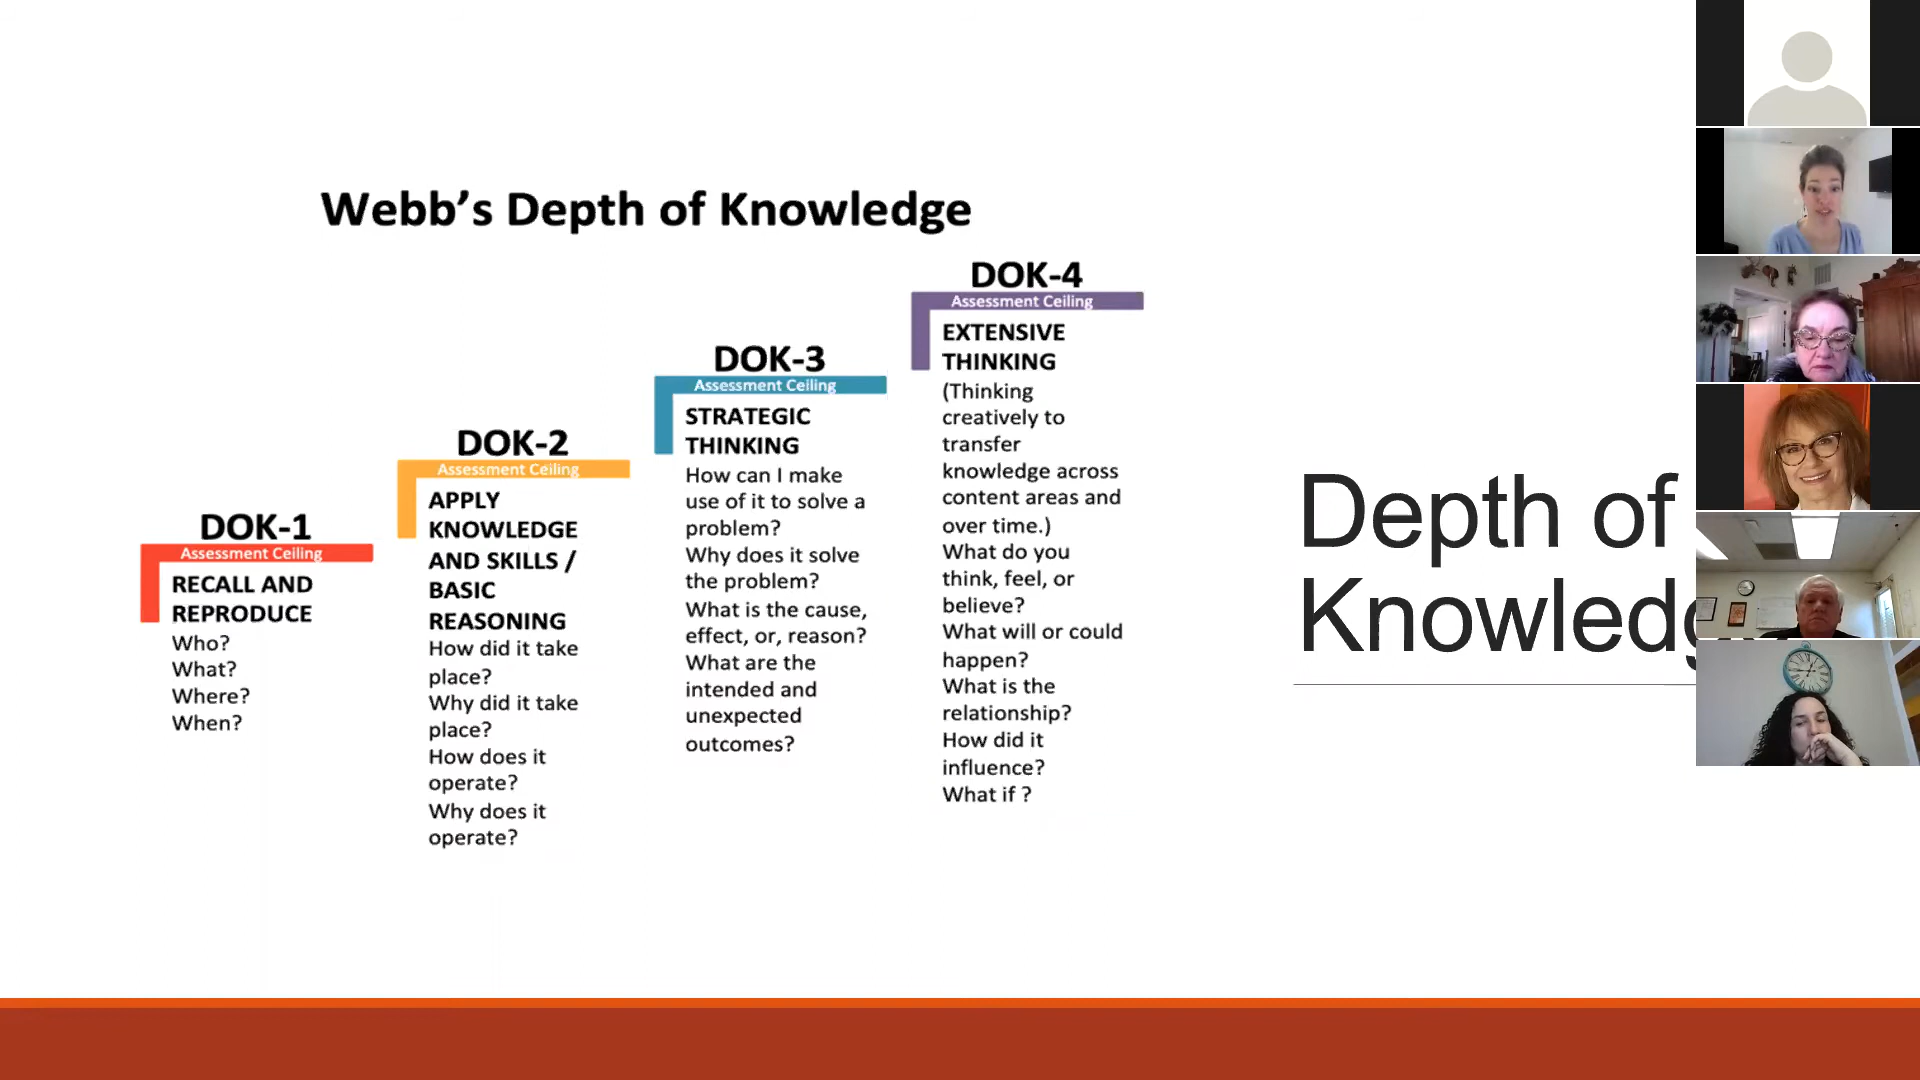 Webb's Depth of Knowledge
DOK-1
Assessment Ceiling
RECALL AND
REPRODUCE
Who?
What?
Where?
When?
DOK-2
Assessment Ceiling
APPLY
KNOWLEDGE
AND SKILLS /
BASIC
REASONING
How did it take
place?
Why did it take
place?
How does it
operate?
Why does it
operate?
DOK-3
Assessment Ceiling
STRATEGIC
THINKING
How can I make
use of it to solve a
problem?
Why does it solve
the problem?
What is the cause,
effect, or, reason?
What are the
intended and
unexpected
outcomes?
DOK-4
Assessment Ceiling
EXTENSIVE
THINKING
(Thinking
creatively to
transfer
knowledge across
content areas and
over time.)
What do you
think, feel, or
believe?
What will or could
happen?
What is the
relationship?
How did it
influence?
What if ?
Depth of
Knowledg